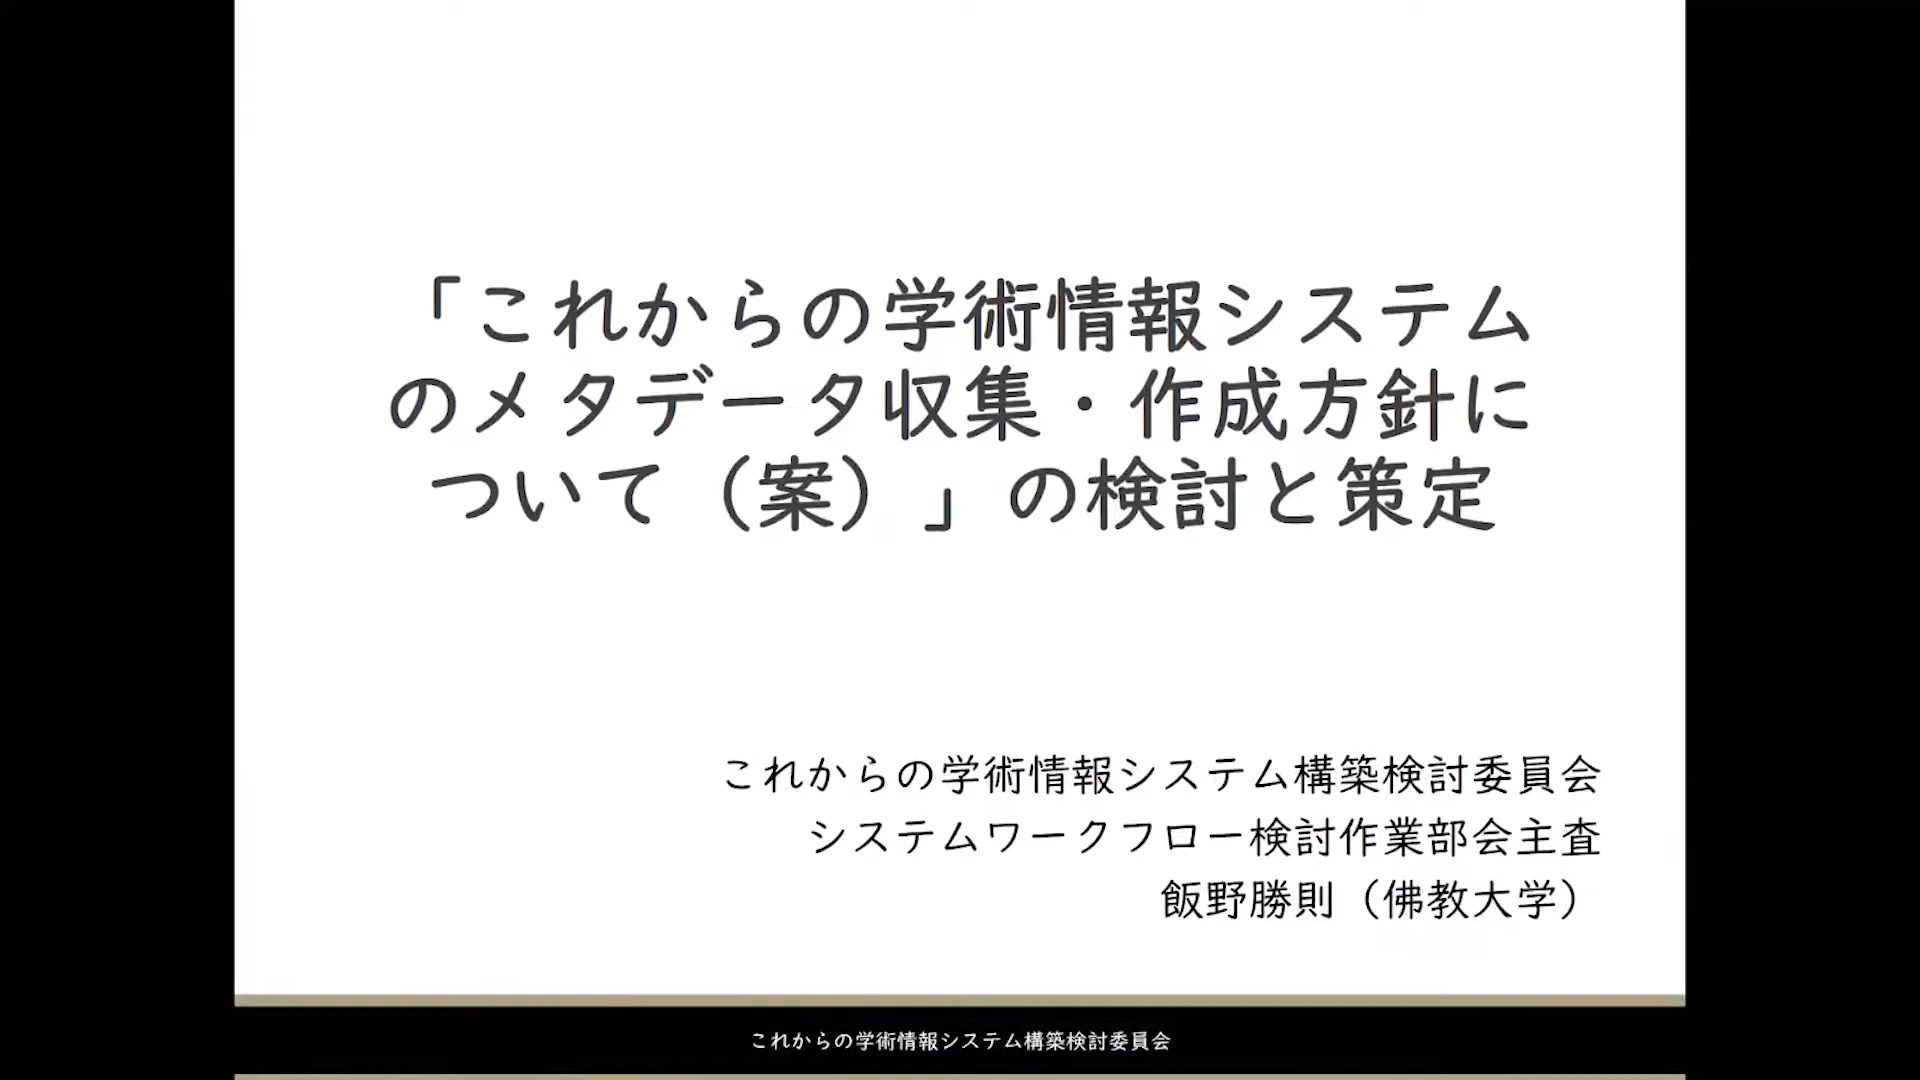 「これからの学術情報システム
のメタデータ収集・作成方針に
ついて（案）」の検討と策定
これからの学術情報システム構築検討委員会
システムワークフロー検討作業部会主査
飯野勝則（佛教大学）
これからの学術情報システム構築検討委員会